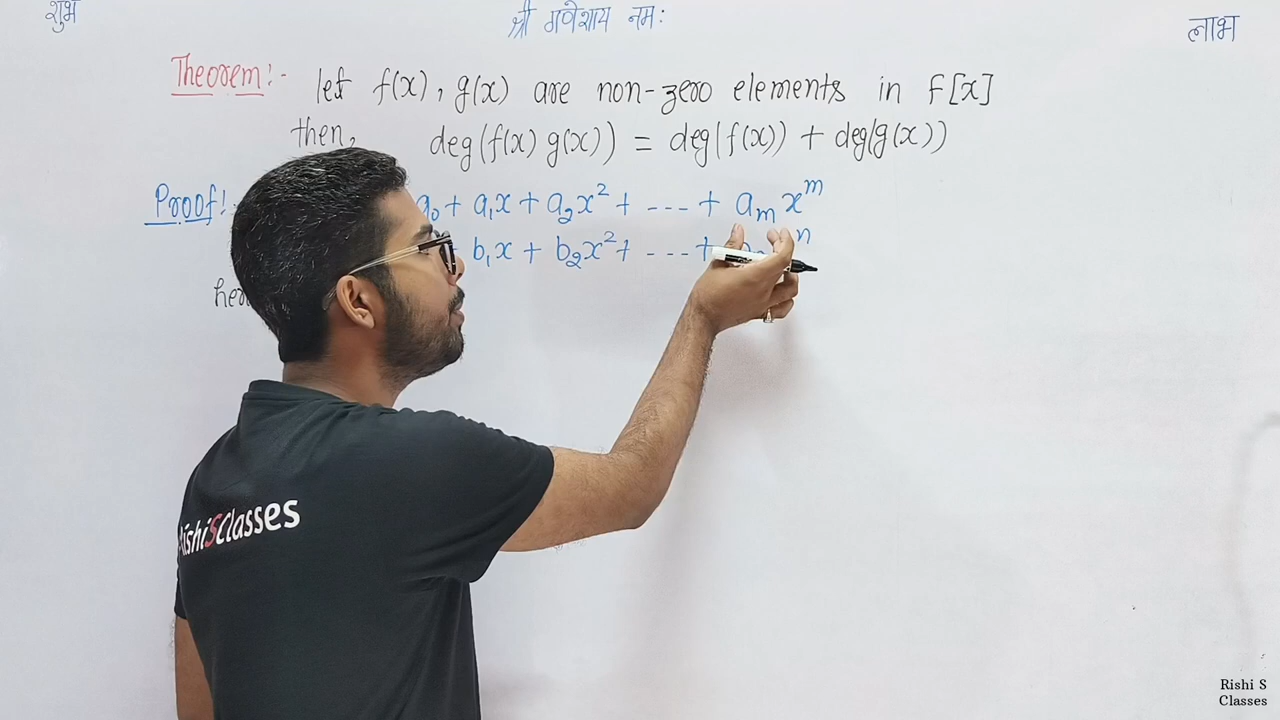 शुभ श्री गणेशाय नमः लाभ
Theorem:- let f(x), g(x) are non-zero elements in F[x]
then, deg(f(x) g(x)) = deg(f(x)) + deg(g(x))
Proof:- a₀ + a₁x + a₂x² + --- + aₘ xᵐ
+ b₁x + b₂x² + --- + n
RishiSClasses
Rishi S
Classes